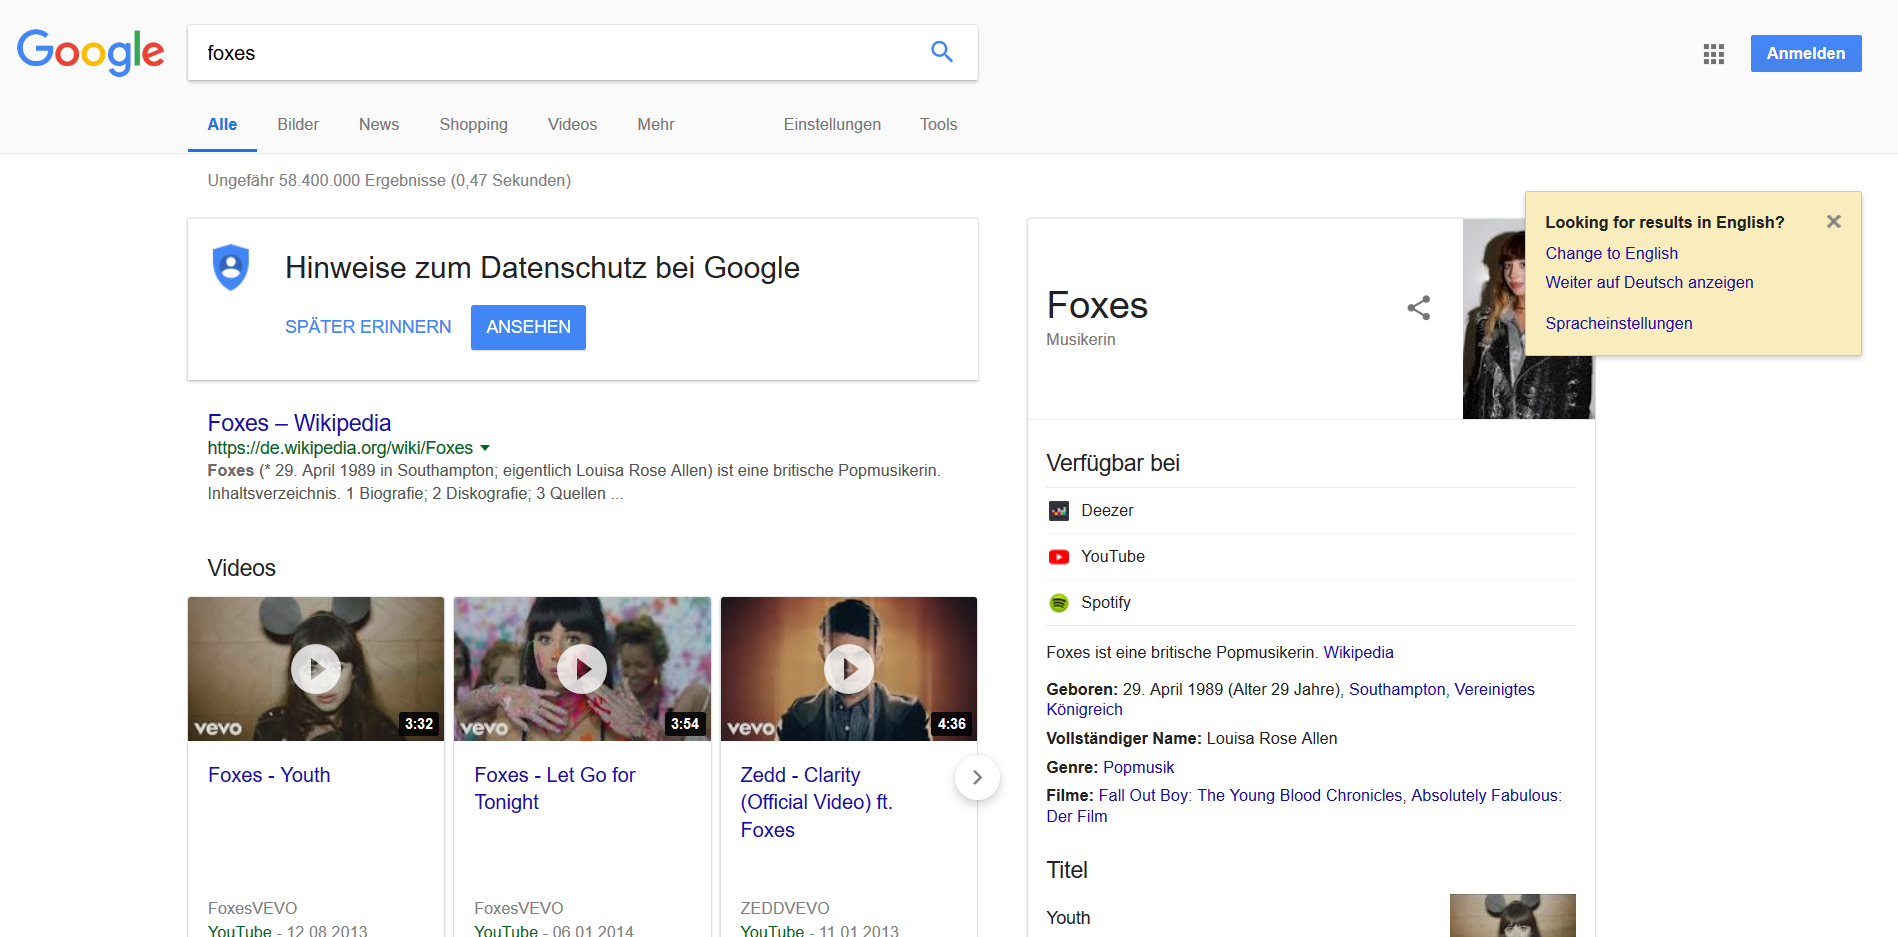 Google
foxes
Anmelden
Alle
Bilder
News
Shopping
Videos
Mehr
Einstellungen
Tools
Ungefähr 58.400.000 Ergebnisse (0,47 Sekunden)
Hinweise zum Datenschutz bei Google
SPÄTER ERINNERN
ANSEHEN
Foxes – Wikipedia
https://de.wikipedia.org/wiki/Foxes
Foxes (* 29. April 1989 in Southampton; eigentlich Louisa Rose Allen) ist eine britische Popmusikerin.
Inhaltsverzeichnis. 1 Biografie; 2 Diskografie; 3 Quellen ...
Videos
vevo
3:32
Foxes - Youth
FoxesVEVO
YouTube - 12.08.2013
vevo
3:54
Foxes - Let Go for
Tonight
FoxesVEVO
YouTube - 06.01.2014
vevo
4:36
Zedd - Clarity
(Official Video) ft.
Foxes
ZEDDVEVO
YouTube - 11.01.2013
Looking for results in English?
Change to English
Weiter auf Deutsch anzeigen
Spracheinstellungen
Foxes
Musikerin
Verfügbar bei
Deezer
YouTube
Spotify
Foxes ist eine britische Popmusikerin. Wikipedia
Geboren: 29. April 1989 (Alter 29 Jahre), Southampton, Vereinigtes
Königreich
Vollständiger Name: Louisa Rose Allen
Genre: Popmusik
Filme: Fall Out Boy: The Young Blood Chronicles, Absolutely Fabulous:
Der Film
Titel
Youth